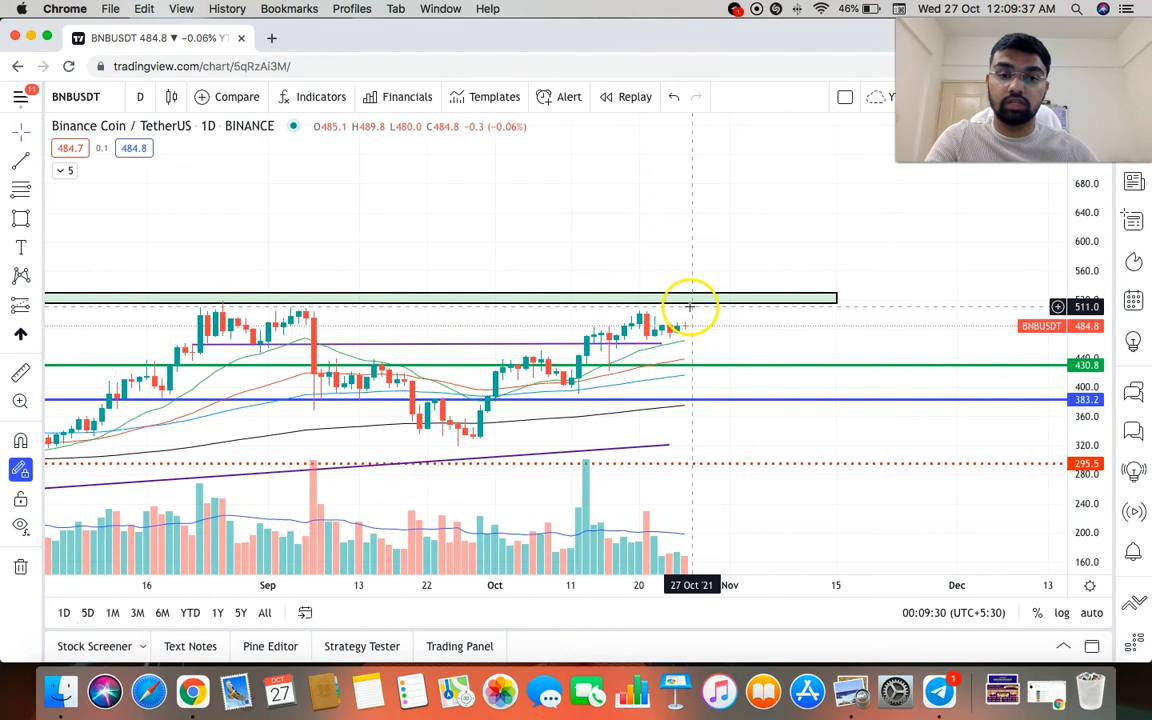 Chrome File Edit View History Bookmarks Profiles Tab Window Help 46% Wed 27 Oct 12:09:37 AM
BNBUSDT 484.8 ▼ −0.06% Y
tradingview.com/chart/5qRzAi3M/
11 BNBUSDT D Compare Indicators Financials Templates Alert Replay
Binance Coin / TetherUS · 1D · BINANCE O485.1 H489.8 L480.0 C484.8 −0.3 (−0.06%)
484.7 0.1 484.8
5
680.0
640.0
600.0
560.0
511.0
BNBUSDT 484.8
430.8
400.0
383.2
360.0
320.0
295.5
280.0
240.0
200.0
160.0
16 Sep 13 22 Oct 11 20 27 Oct '21 Nov 15 Dec 13
1D 5D 1M 3M 6M YTD 1Y 5Y All 00:09:30 (UTC+5:30) % log auto
Stock Screener Text Notes Pine Editor Strategy Tester Trading Panel
OCT
27
1